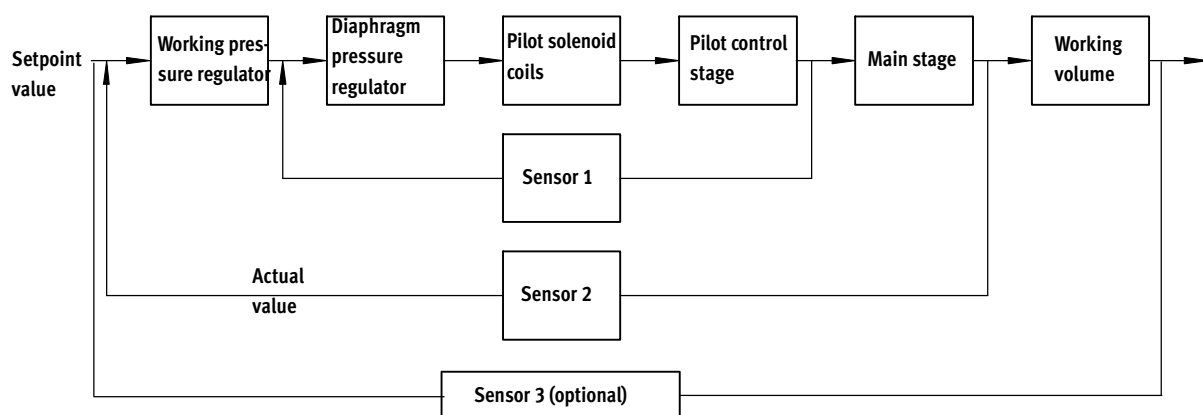 Setpoint
value
Working pres-
sure regulator
Diaphragm
pressure
regulator
Pilot solenoid
coils
Pilot control
stage
Main stage
Working
volume
Sensor 1
Actual
value
Sensor 2
Sensor 3 (optional)